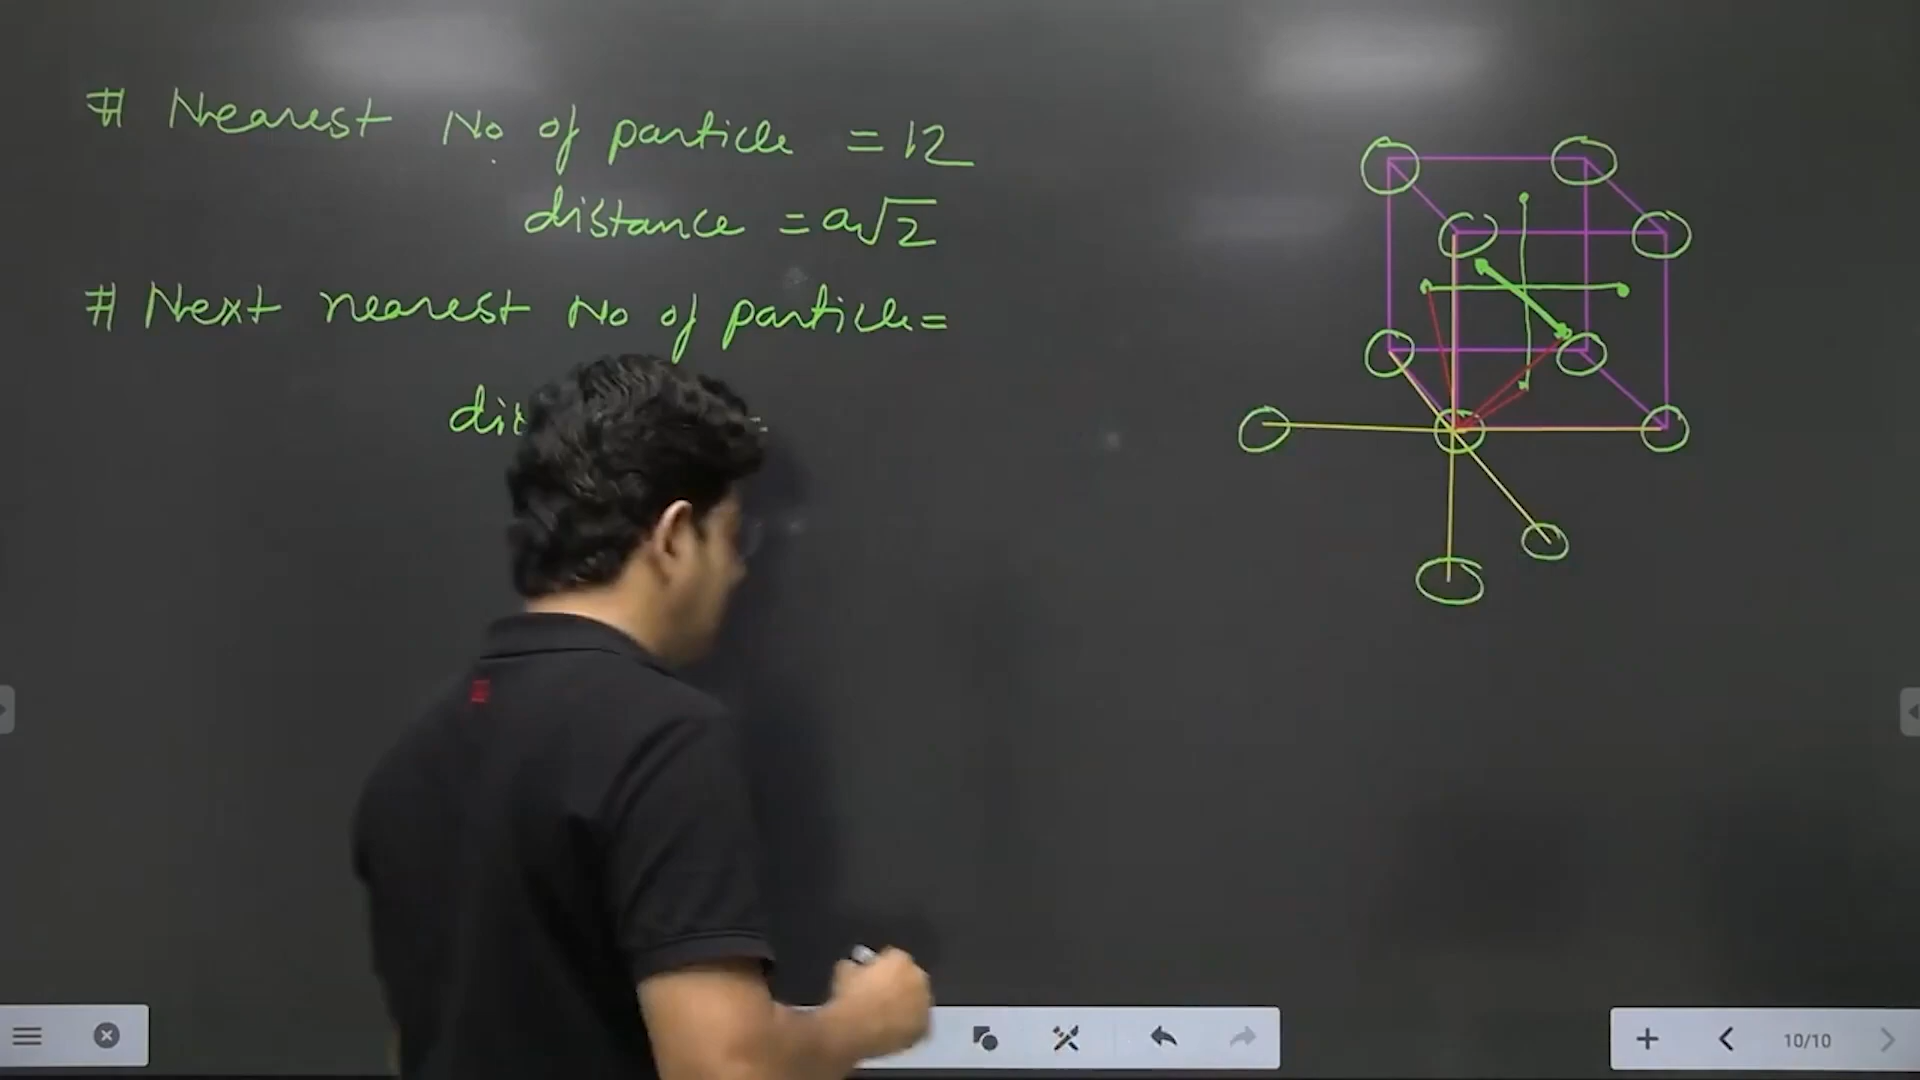 # Nearest No of particle = 12
distance = a√2
# Next nearest No of particle=
=
10/10